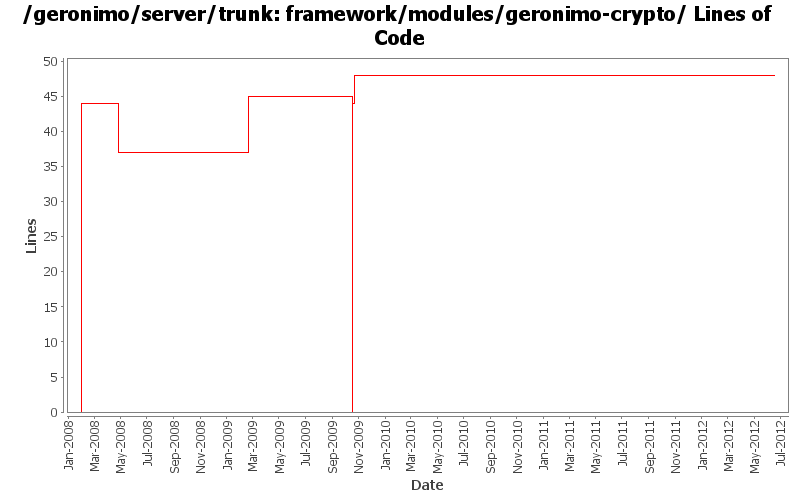 /geronimo/server/trunk: framework/modules/geronimo-crypto/ Lines of
Code
50
45
40
35
30
25
20
15
10
5
0
Lines
Jan-2008
Mar-2008
May-2008
Jul-2008
Sep-2008
Nov-2008
Jan-2009
Mar-2009
May-2009
Jul-2009
Sep-2009
Nov-2009
Jan-2010
Mar-2010
May-2010
Jul-2010
Sep-2010
Nov-2010
Jan-2011
Mar-2011
May-2011
Jul-2011
Sep-2011
Nov-2011
Jan-2012
Mar-2012
May-2012
Jul-2012
Date